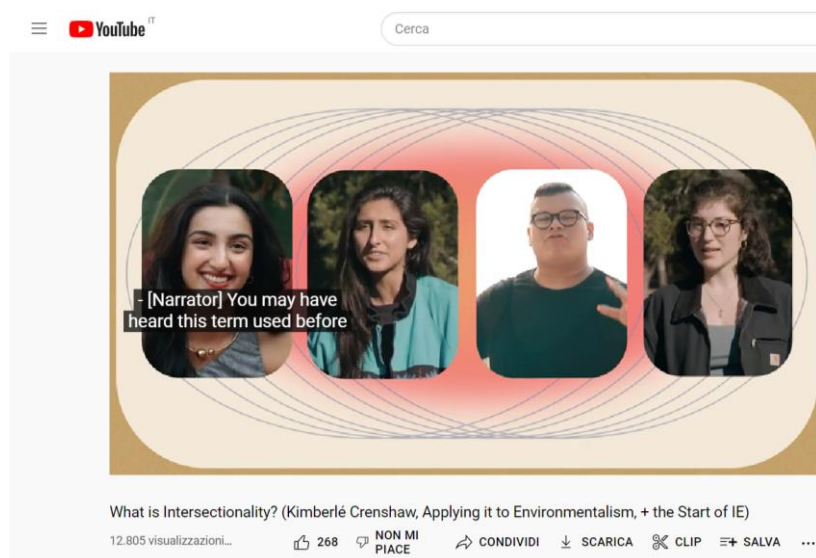 YouTube IT
Cerca
- [Narrator] You may have
heard this term used before
What is Intersectionality? (Kimberlé Crenshaw, Applying it to Environmentalism, + the Start of IE)
12.805 visualizzazioni... 268 NON MI PIACE CONDIVIDI SCARICA CLIP SALVA ...